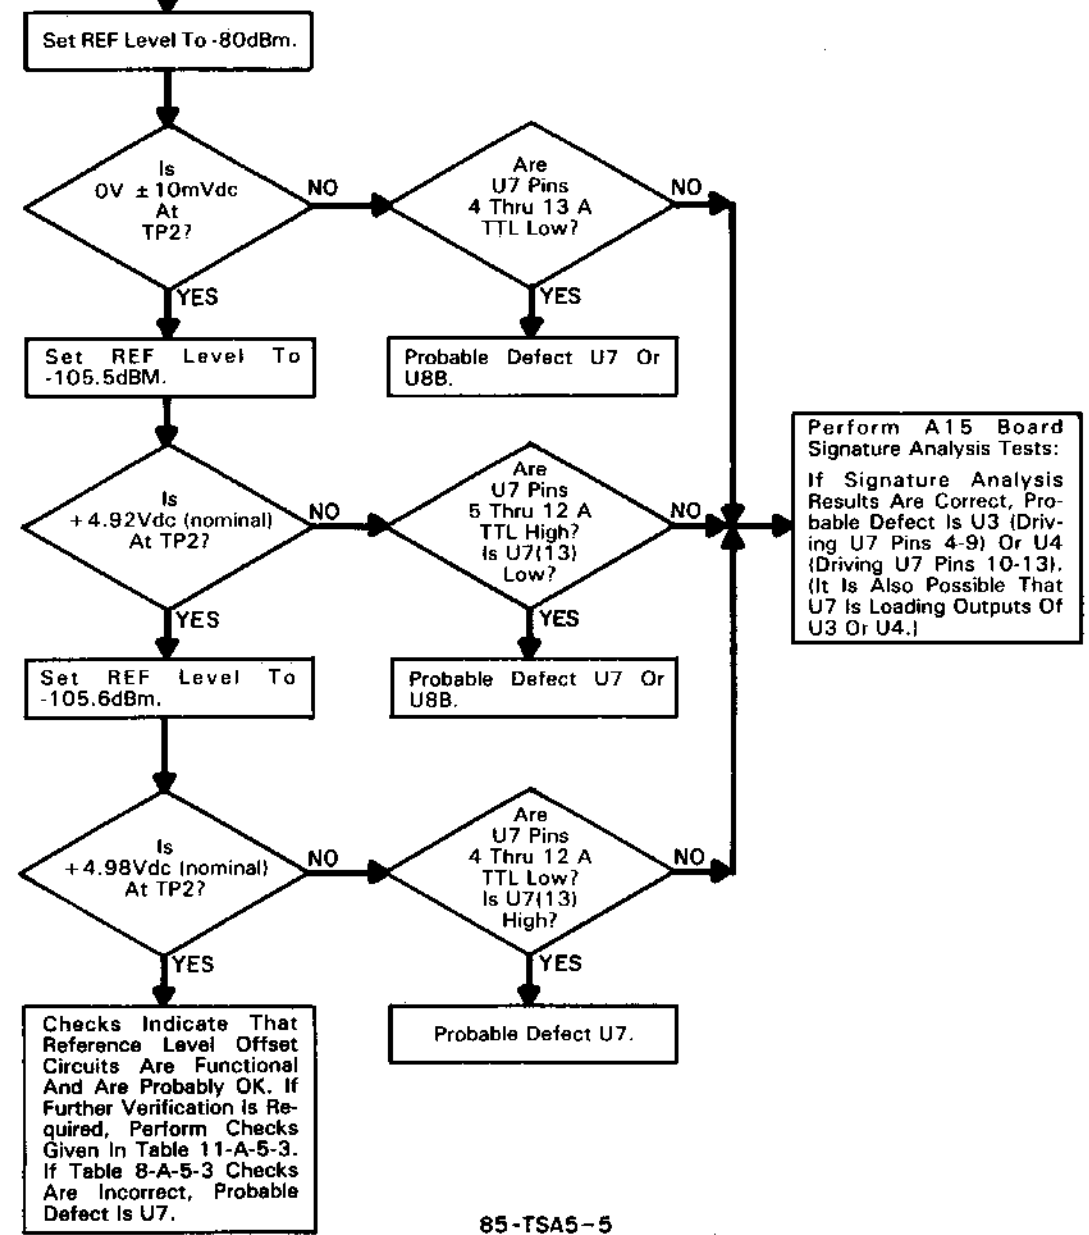 Set REF Level To -80dBm.
Is
0V ±10mVdc
At
TP2?
NO
YES
Are
U7 Pins
4 Thru 13 A
TTL Low?
NO
YES
Set REF Level To
-105.5dBM.
Probable Defect U7 Or
U8B.
Is
+4.92Vdc (nominal)
At TP2?
NO
YES
Are
U7 Pins
5 Thru 12 A
TTL High?
Is U7(13)
Low?
NO
YES
Perform A15 Board
Signature Analysis Tests:
If Signature Analysis
Results Are Correct, Pro-
bable Defect Is U3 (Driv-
ing U7 Pins 4-9) Or U4
(Driving U7 Pins 10-13).
(It Is Also Possible That
U7 Is Loading Outputs Of
U3 Or U4.)
Set REF Level To
-105.6dBm.
Probable Defect U7 Or
U8B.
Is
+4.98Vdc (nominal)
At TP2?
NO
YES
Are
U7 Pins
4 Thru 12 A
TTL Low?
Is U7(13)
High?
NO
YES
Checks Indicate That
Reference Level Offset
Circuits Are Functional
And Are Probably OK. If
Further Verification Is Re-
quired, Perform Checks
Given In Table 11-A-5-3.
If Table 8-A-5-3 Checks
Are Incorrect, Probable
Defect Is U7.
Probable Defect U7.
85-TSA5-5